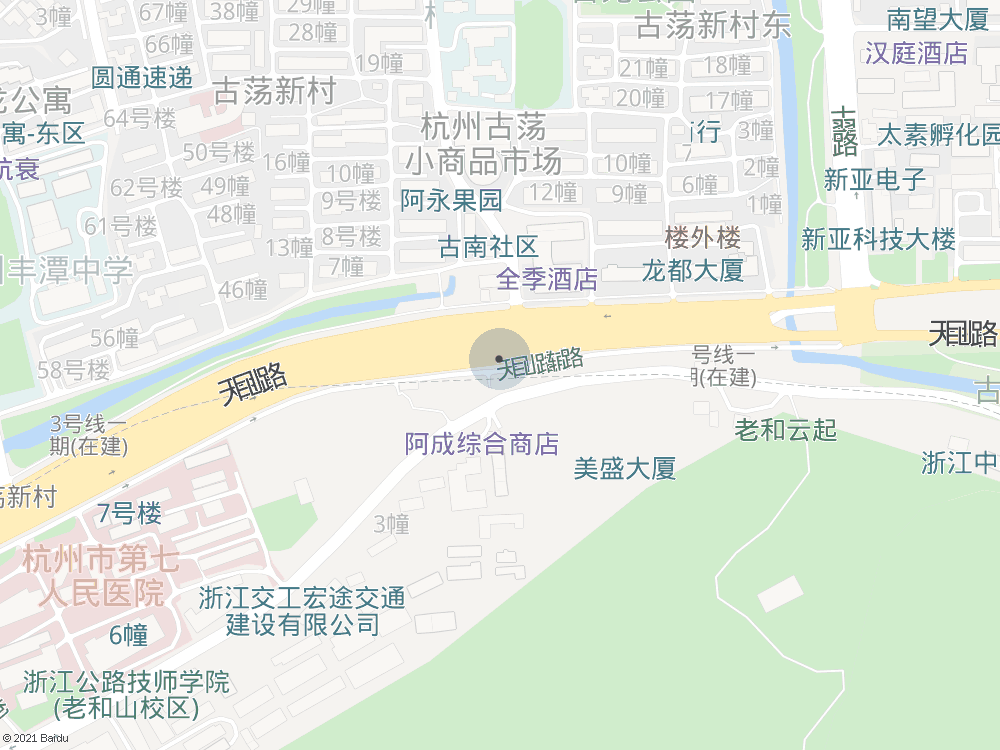 3幢
38幢
67幢
29幢
28幢
66幢
19幢
圆通速递
古荡新村
64号楼
公寓
寓-东区
50号楼
16幢
10幢
49幢
9号楼
62号楼
48幢
8号楼
61号楼
13幢
7幢
丰潭中学
46幢
56幢
58号楼
古荡新村东
21幢
18幢
20幢
17幢
杭州古荡
小商品市场
行
3幢
7
10幢
2幢
12幢
9幢
6幢
1幢
阿永果园
古南社区
楼外楼
全季酒店
龙都大厦
南望大厦
汉庭酒店
太素孵化园
新亚电子
新亚科技大楼
天目山路
天目山路
天目山路
号线一
(在建)
3号线一
期(在建)
老和云起
阿成综合商店
美盛大厦
浙江中
古
荡新村
7号楼
3幢
杭州市第七
人民医院
浙江交工宏途交通
建设有限公司
6幢
浙江公路技师学院
(老和山校区)
© 2021 Baidu